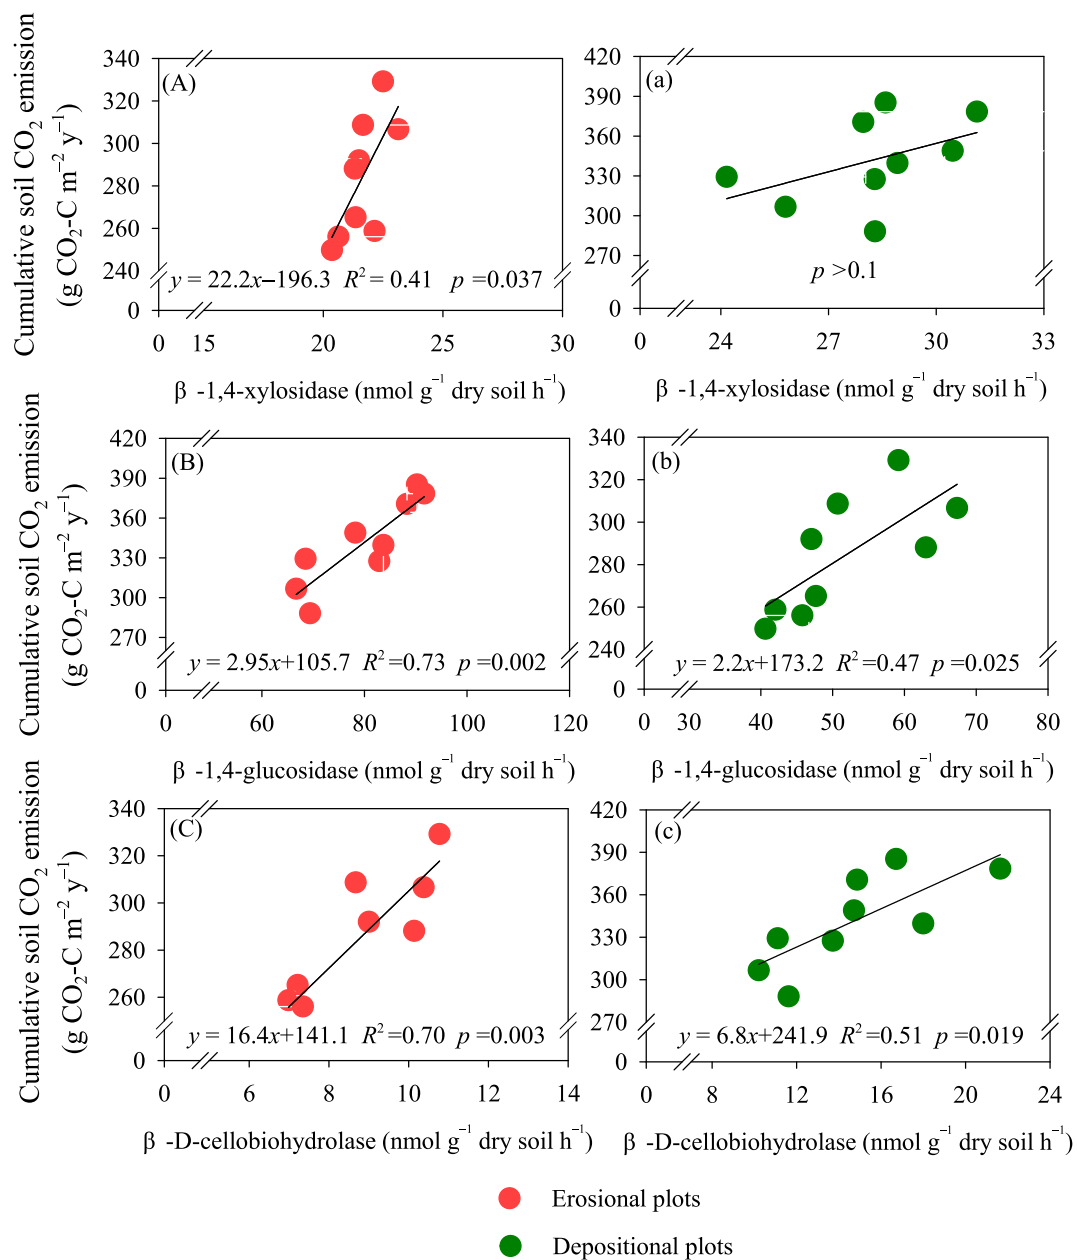 Cumulative soil CO₂ emission
(g CO₂-C m⁻² y⁻¹)
340
320
300
280
260
240
0
(A)
y = 22.2x−196.3 R² = 0.41 p =0.037
0 15 20 25 30
β -1,4-xylosidase (nmol g⁻¹ dry soil h⁻¹)
420
390
360
330
300
270
0
(a)
p >0.1
0 24 27 30 33
β -1,4-xylosidase (nmol g⁻¹ dry soil h⁻¹)
Cumulative soil CO₂ emission
(g CO₂-C m⁻² y⁻¹)
420
390
360
330
300
270
0
(B)
y = 2.95x+105.7 R²=0.73 p=0.002
0 60 80 100 120
β -1,4-glucosidase (nmol g⁻¹ dry soil h⁻¹)
340
320
300
280
260
240
0
(b)
y = 2.2x+173.2 R²=0.47 p=0.025
0 30 40 50 60 70 80
β -1,4-glucosidase (nmol g⁻¹ dry soil h⁻¹)
Cumulative soil CO₂ emission
(g CO₂-C m⁻² y⁻¹)
340
320
300
280
260
0
(C)
y = 16.4x+141.1 R²=0.70 p =0.003
0 6 8 10 12 14
β -D-cellobiohydrolase (nmol g⁻¹ dry soil h⁻¹)
420
390
360
330
300
270
0
(c)
y = 6.8x+241.9 R²=0.51 p =0.019
0 8 12 16 20 24
β -D-cellobiohydrolase (nmol g⁻¹ dry soil h⁻¹)
Erosional plots
Depositional plots